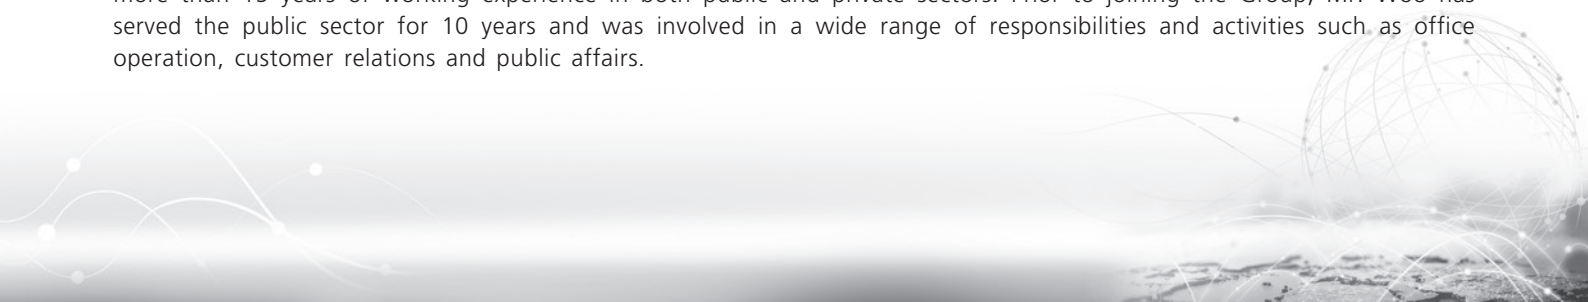 more than 15 years of working experience in both public and private sectors. Prior to joining the Group, Mr. Woo has
served the public sector for 10 years and was involved in a wide range of responsibilities and activities such as office
operation, customer relations and public affairs.